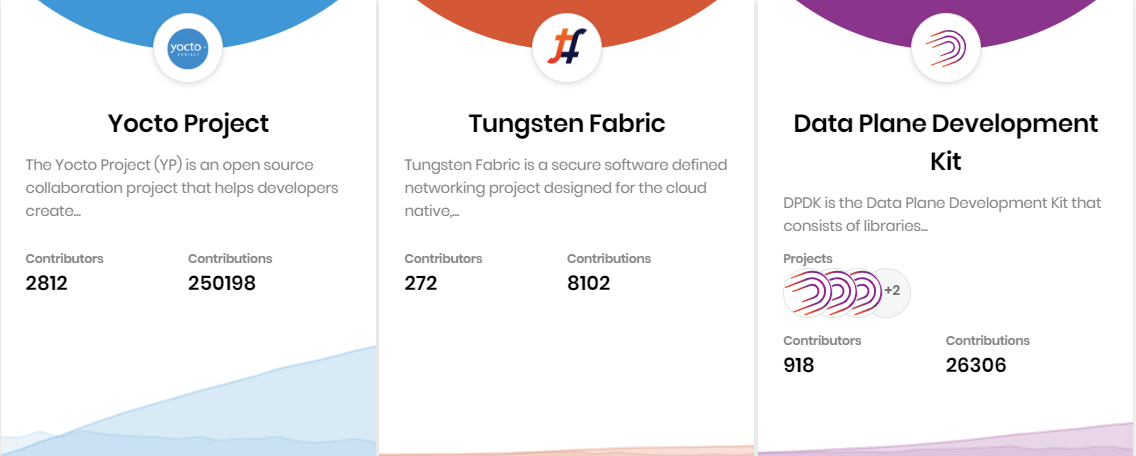 yocto
PROJECT
Yocto Project
The Yocto Project (YP) is an open source
collaboration project that helps developers
create...
Contributors
Contributions
2812
250198
Tungsten Fabric
Tungsten Fabric is a secure software defined
networking project designed for the cloud
native,...
Contributors
Contributions
272
8102
Data Plane Development
Kit
DPDK is the Data Plane Development Kit that
consists of libraries...
Projects
+2
Contributors
Contributions
918
26306